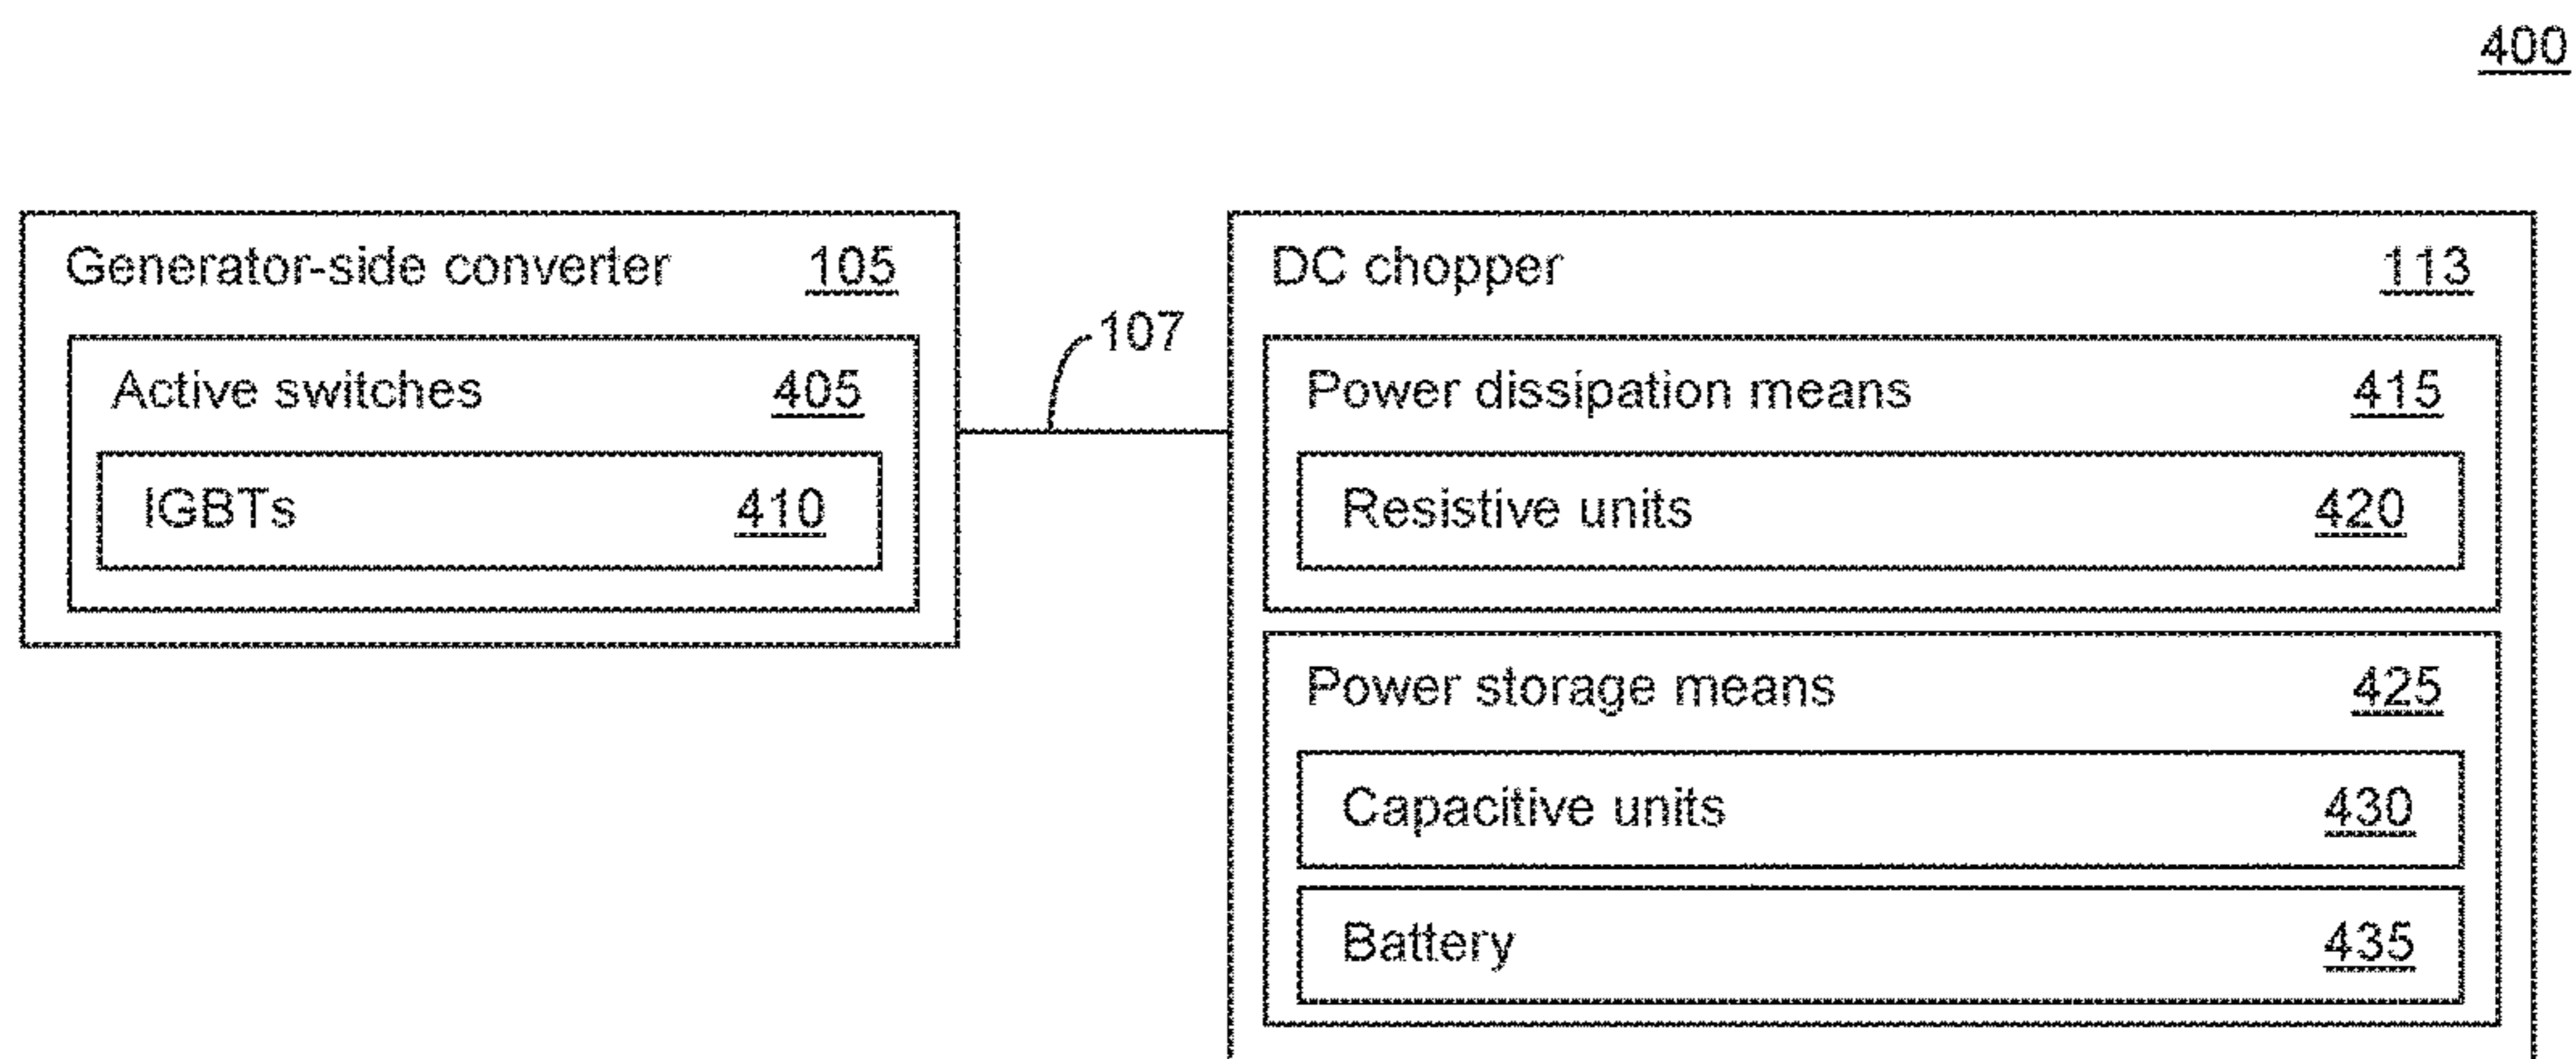 400
Generator-side converter 105
Active switches 405
IGBTs 410
107
DC chopper 113
Power dissipation means 415
Resistive units 420
Power storage means 425
Capacitive units 430
Battery 435